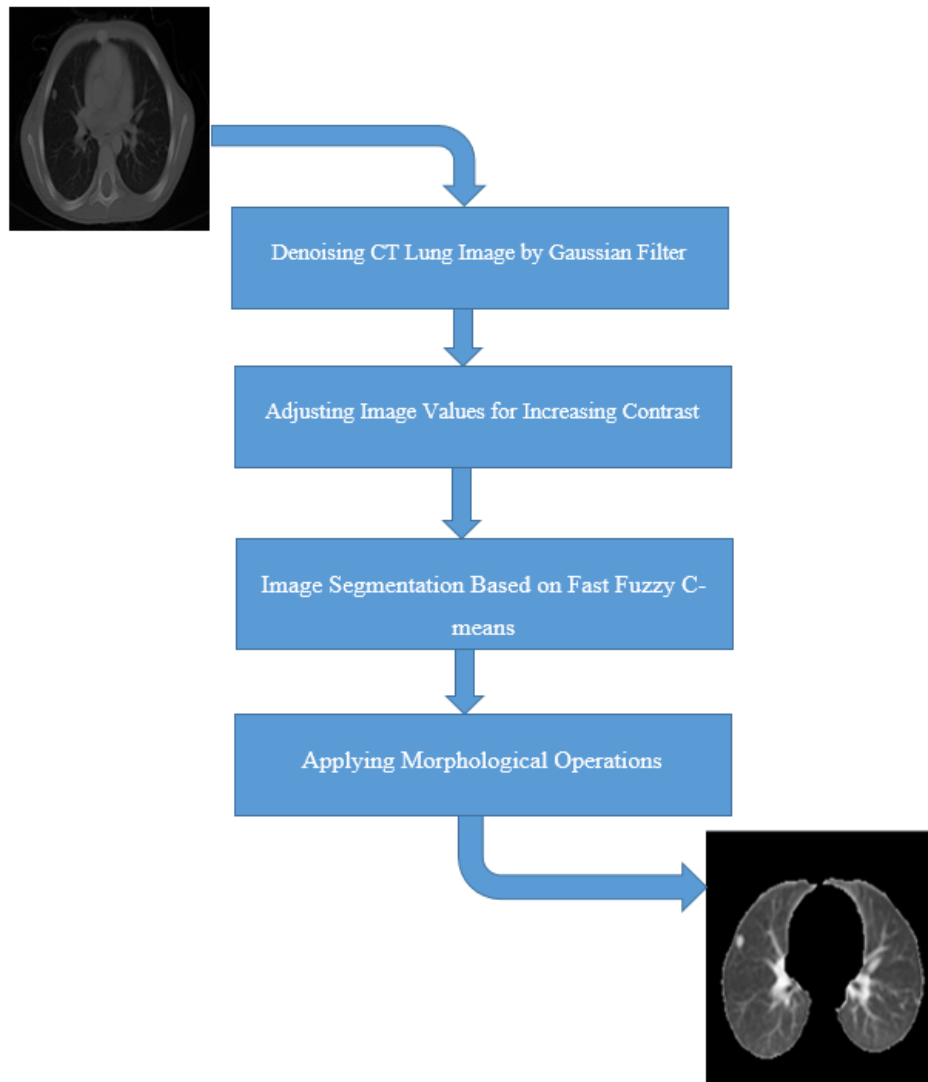 Denoising CT Lung Image by Gaussian Filter
Adjusting Image Values for Increasing Contrast
Image Segmentation Based on Fast Fuzzy C-
means
Applying Morphological Operations